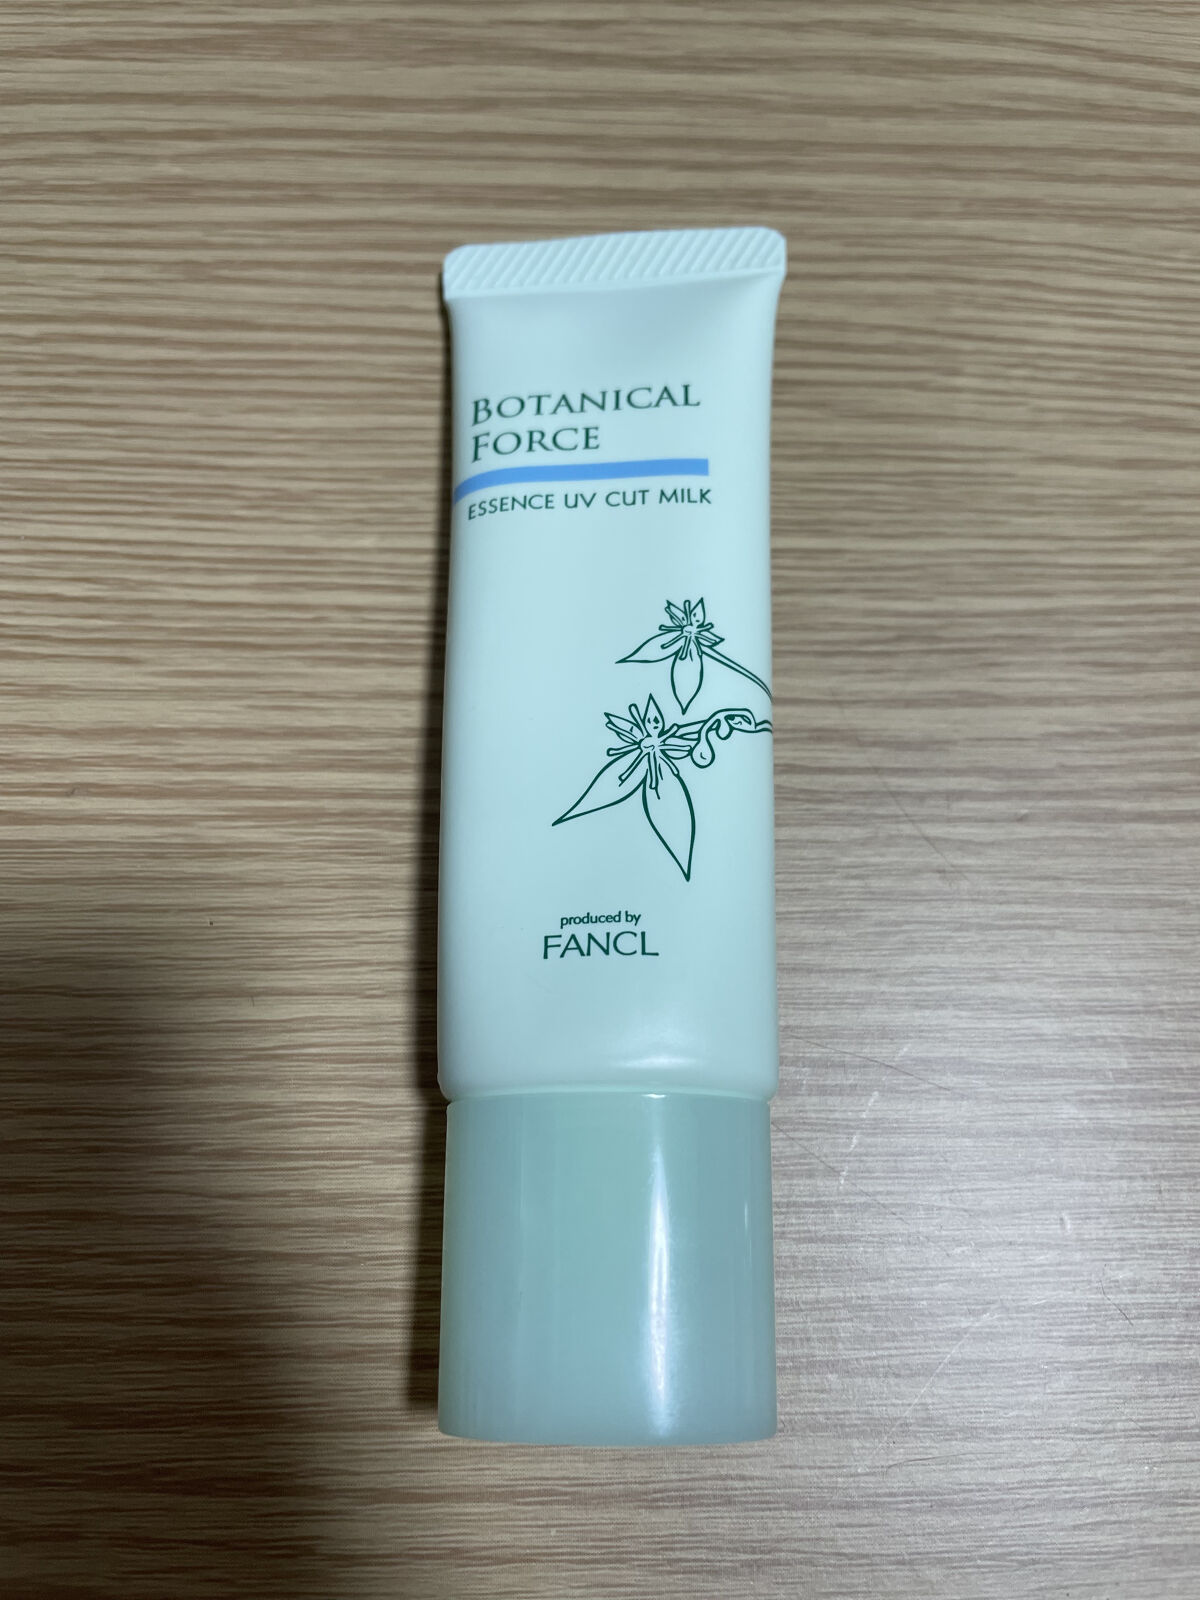 BOTANICAL
FORCE
ESSENCE UV CUT MILK
produced by
FANCL